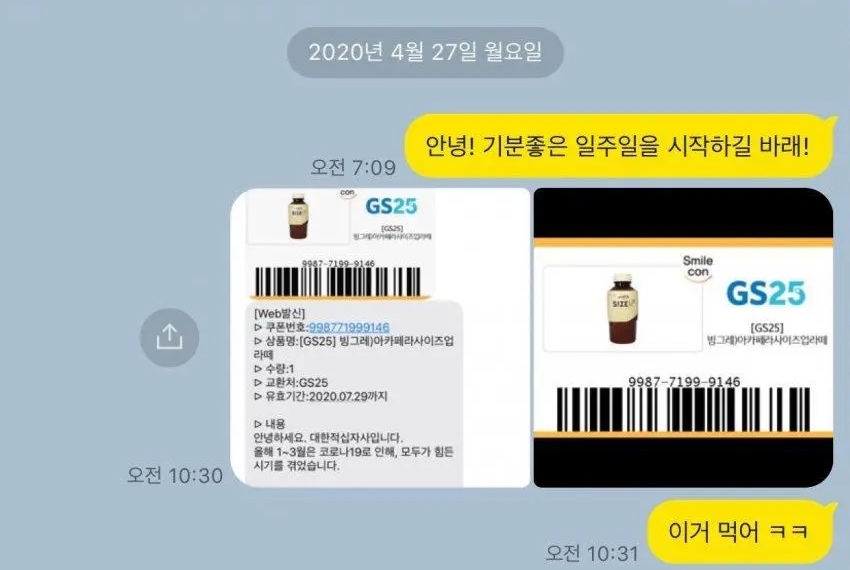 2020년 4월 27일 월요일
안녕! 기분좋은 일주일을 시작하길 바래!
오전 7:09
con
GS25
[GS25]
빙그레)아카페라사이즈업라떼
9987-7199-9146
[Web발신]
▷ 쿠폰번호:998771999146
▷ 상품명:[GS25] 빙그레)아카페라사이즈업
라떼
▷ 수량:1
▷ 교환처:GS25
▷ 유효기간:2020.07.29까지
▷ 내용
안녕하세요. 대한적십자사입니다.
올해 1~3월은 코로나19로 인해, 모두가 힘든
시기를 겪었습니다.
오전 10:30
Smile
con
SIZE
GS25
[GS25]
빙그레)아카페라사이즈업라떼
9987-7199-9146
이거 먹어 ㅋㅋ
오전 10:31